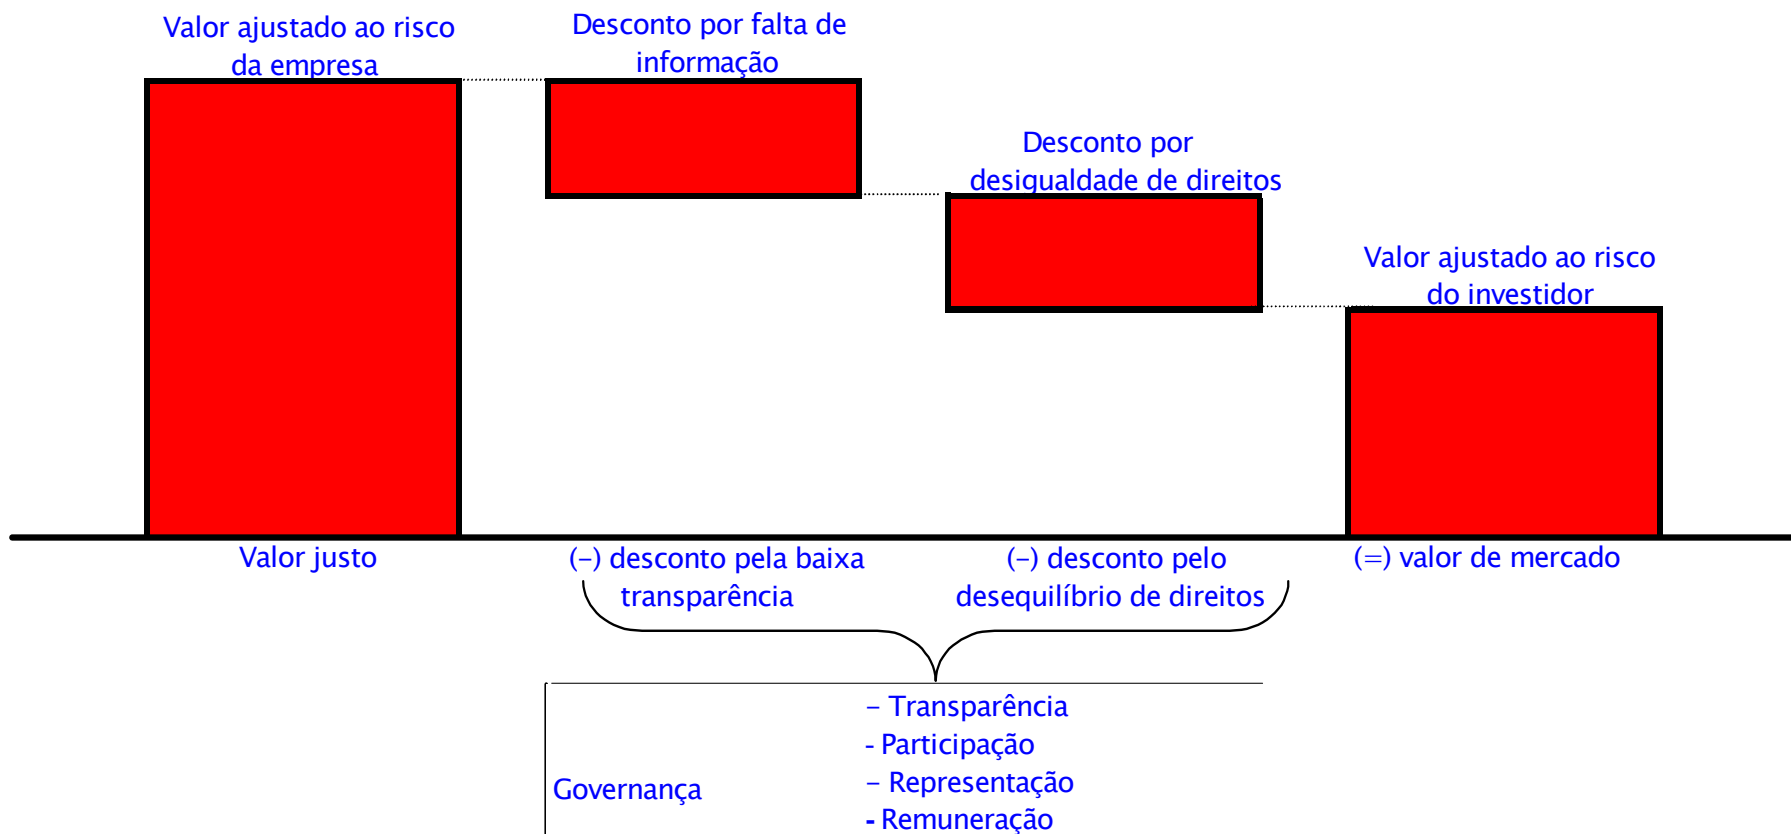 Valor ajustado ao risco
da empresa
Desconto por falta de
informação
Desconto por
desigualdade de direitos
Valor ajustado ao risco
do investidor
Valor justo
(–) desconto pela baixa
transparência
(–) desconto pelo
desequilíbrio de direitos
(=) valor de mercado
Governança
– Transparência
- Participação
– Representação
- Remuneração